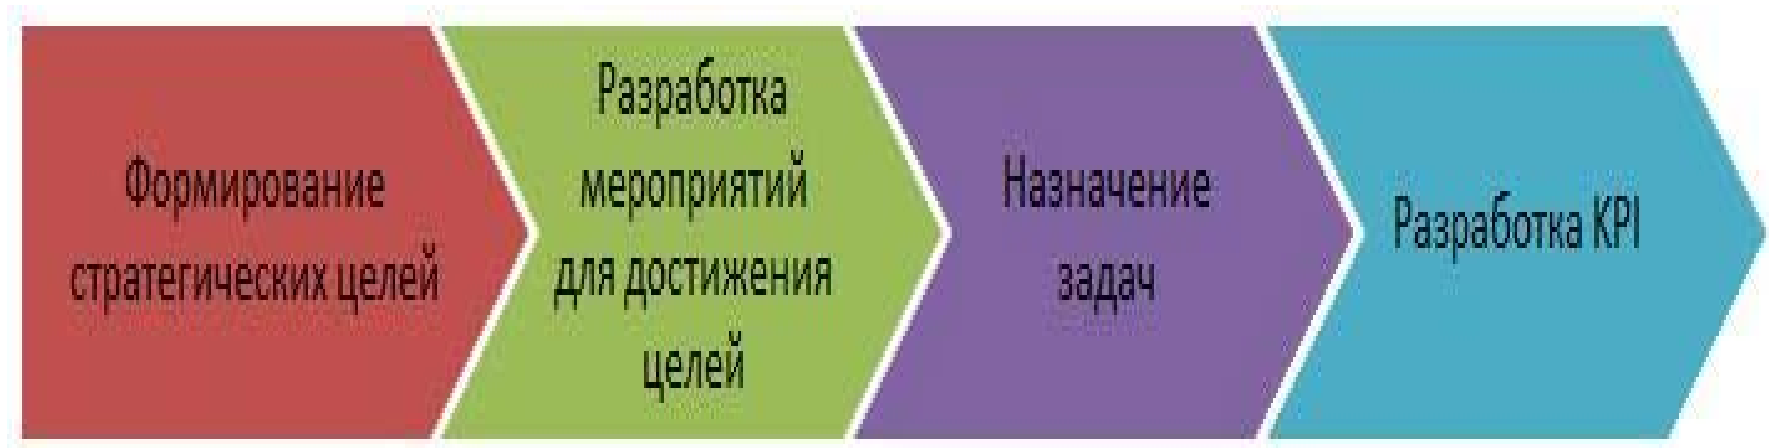 Формирование
стратегических целей
Разработка
мероприятий
для достижения
целей
Назначение
задач
Разработка KPI